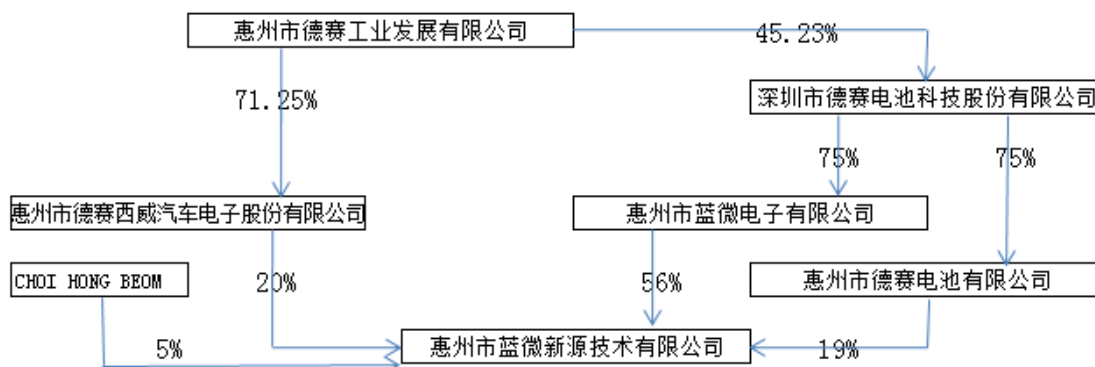 惠州市德赛工业发展有限公司
45.23%
71.25%
深圳市德赛电池科技股份有限公司
75%
75%
惠州市德赛西威汽车电子股份有限公司
惠州市蓝微电子有限公司
CHOI HONG BEOM
20%
56%
惠州市德赛电池有限公司
5%
惠州市蓝微新源技术有限公司
19%